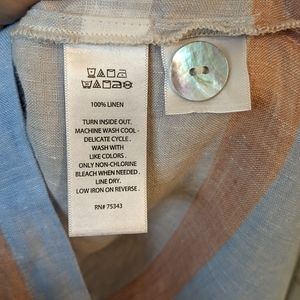 100% LINEN
TURN INSIDE OUT.
MACHINE WASH COOL -
DELICATE CYCLE.
WASH WITH
LIKE COLORS.
ONLY NON-CHLORINE
BLEACH WHEN NEEDED.
LINE DRY.
LOW IRON ON REVERSE.
RN# 75343